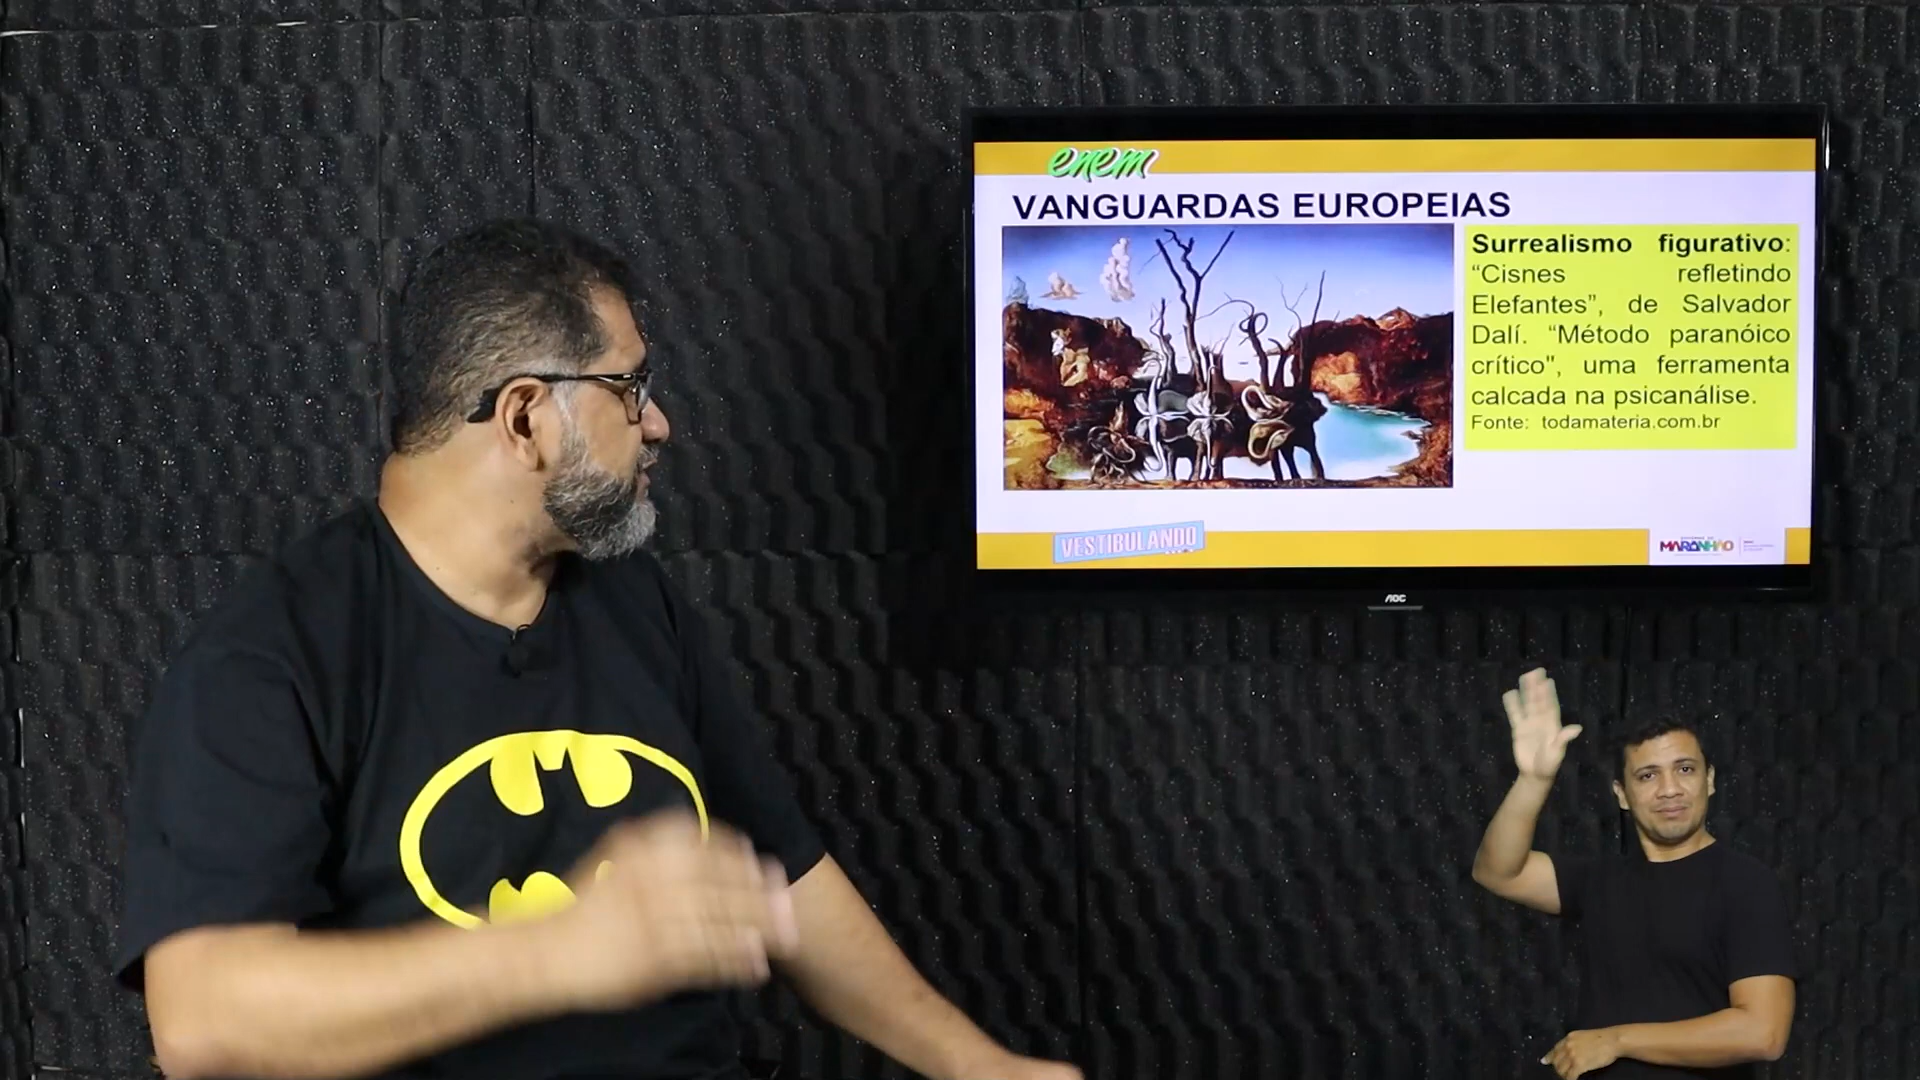 enem
VANGUARDAS EUROPEIAS
Surrealismo figurativo:
“Cisnes refletindo
Elefantes”, de Salvador
Dalí. “Método paranóico
crítico", uma ferramenta
calcada na psicanálise.
Fonte: todamateria.com.br
VESTIBULANDO
MARANHÃO
AOC